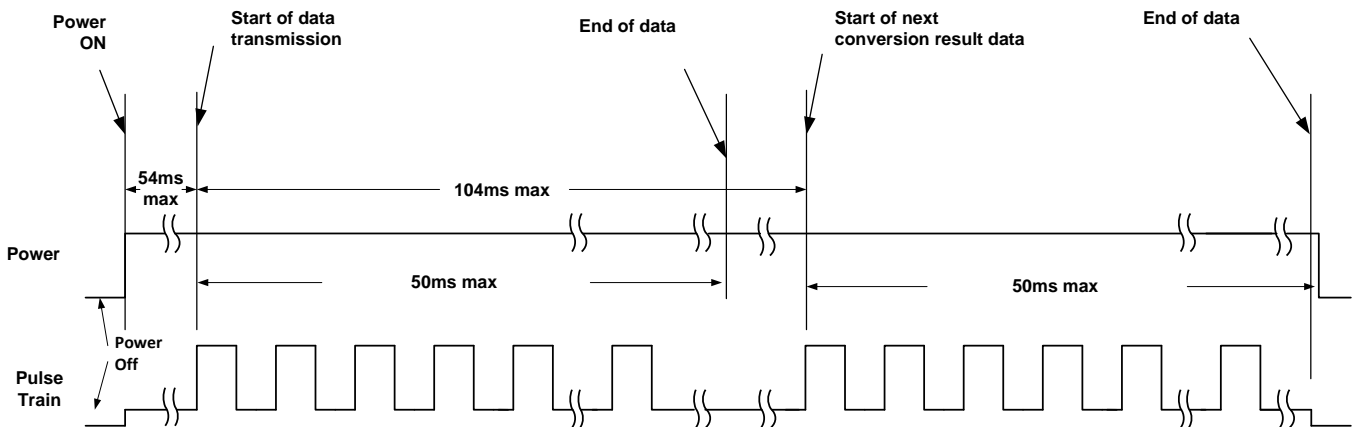 Power
ON
Start of data
transmission
End of data
Start of next
conversion result data
End of data
54ms
max
104ms max
Power
50ms max
50ms max
Power
Off
Pulse
Train